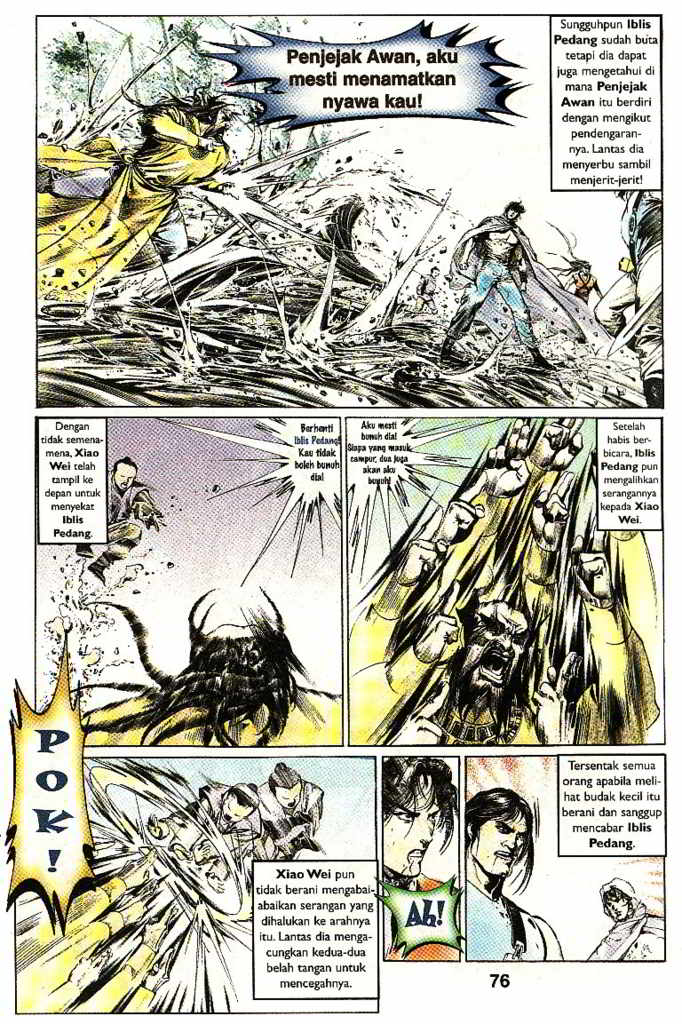 Penjejak Awan, aku
mesti menamatkan
nyawa kau!
Sungguhpun Iblis
Pedang sudah buta
tetapi dia dapat
juga mengetahui di
mana Penjejak
Awan itu berdiri
dengan mengikut
pendengaran-
nya. Lantas dia
menyerbu sambil
menjerit-jerit!
Dengan
tidak semena-
mena, Xiao
Wei telah
tampil ke
depan untuk
menyekat
Iblis
Pedang.
Berhenti
Iblis Pedang!
Kau tidak
boleh bunuh
dia!
Aku mesti
bunuh dia!
Siapa yang masuk
campur, dua juga
akan aku
bunuh!
Setelah
habis ber-
bicara, Iblis
Pedang pun
mengalihkan
serangannya
kepada Xiao
Wei.
POK!
Xiao Wei pun
tidak berani mengabai-
abaikan serangan yang
dihalukan ke arahnya
itu. Lantas dia menga-
cungkan kedua-dua
belah tangan untuk
mencegahnya.
Ah!
Tersentak semua
orang apabila meli-
hat budak kecil itu
berani dan sanggup
mencabar Iblis
Pedang.
76